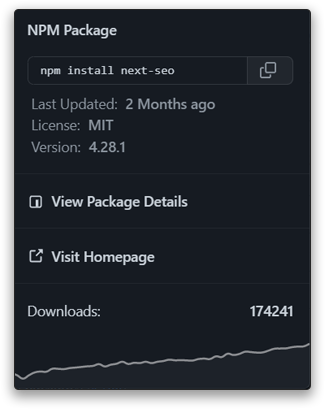 NPM Package
npm install next-seo
Last Updated: 2 Months ago
License: MIT
Version: 4.28.1
View Package Details
Visit Homepage
Downloads: 174241